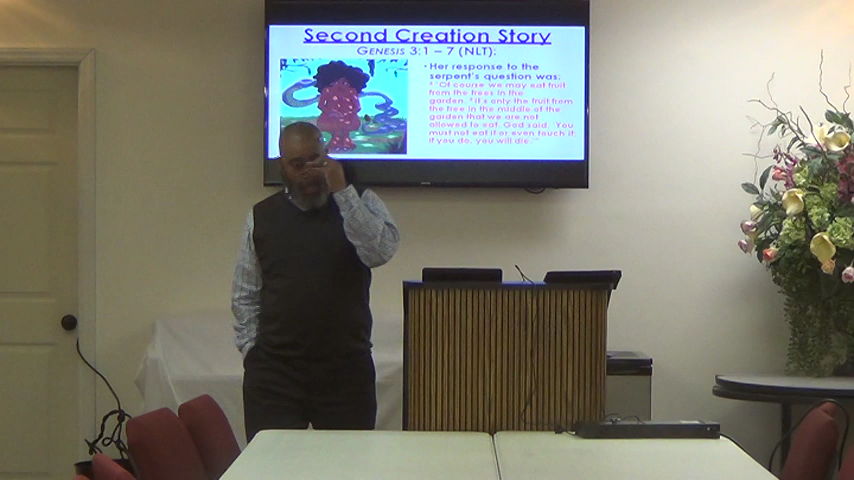 Second Creation Story
GENESIS 3:1 – 7 (NLT):
• Her response to the
serpent's question was:
"Of course we may eat fruit
from the trees in the
garden. It's only the fruit from
the tree in the middle of the
garden that we are not
allowed to eat. God said, 'You
must not eat it or even touch it;
if you do, you will die.'"